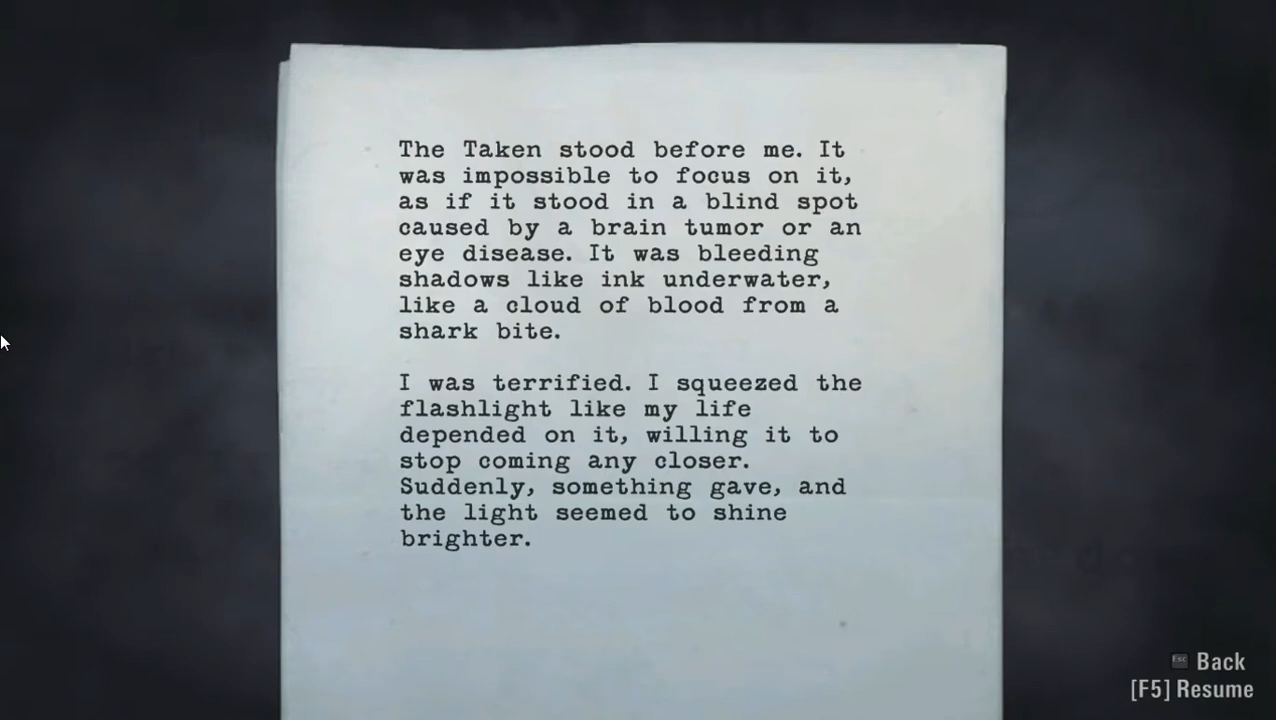 The Taken stood before me. It
was impossible to focus on it,
as if it stood in a blind spot
caused by a brain tumor or an
eye disease. It was bleeding
shadows like ink underwater,
like a cloud of blood from a
shark bite.
I was terrified. I squeezed the
flashlight like my life
depended on it, willing it to
stop coming any closer.
Suddenly, something gave, and
the light seemed to shine
brighter.
Esc Back
[F5] Resume